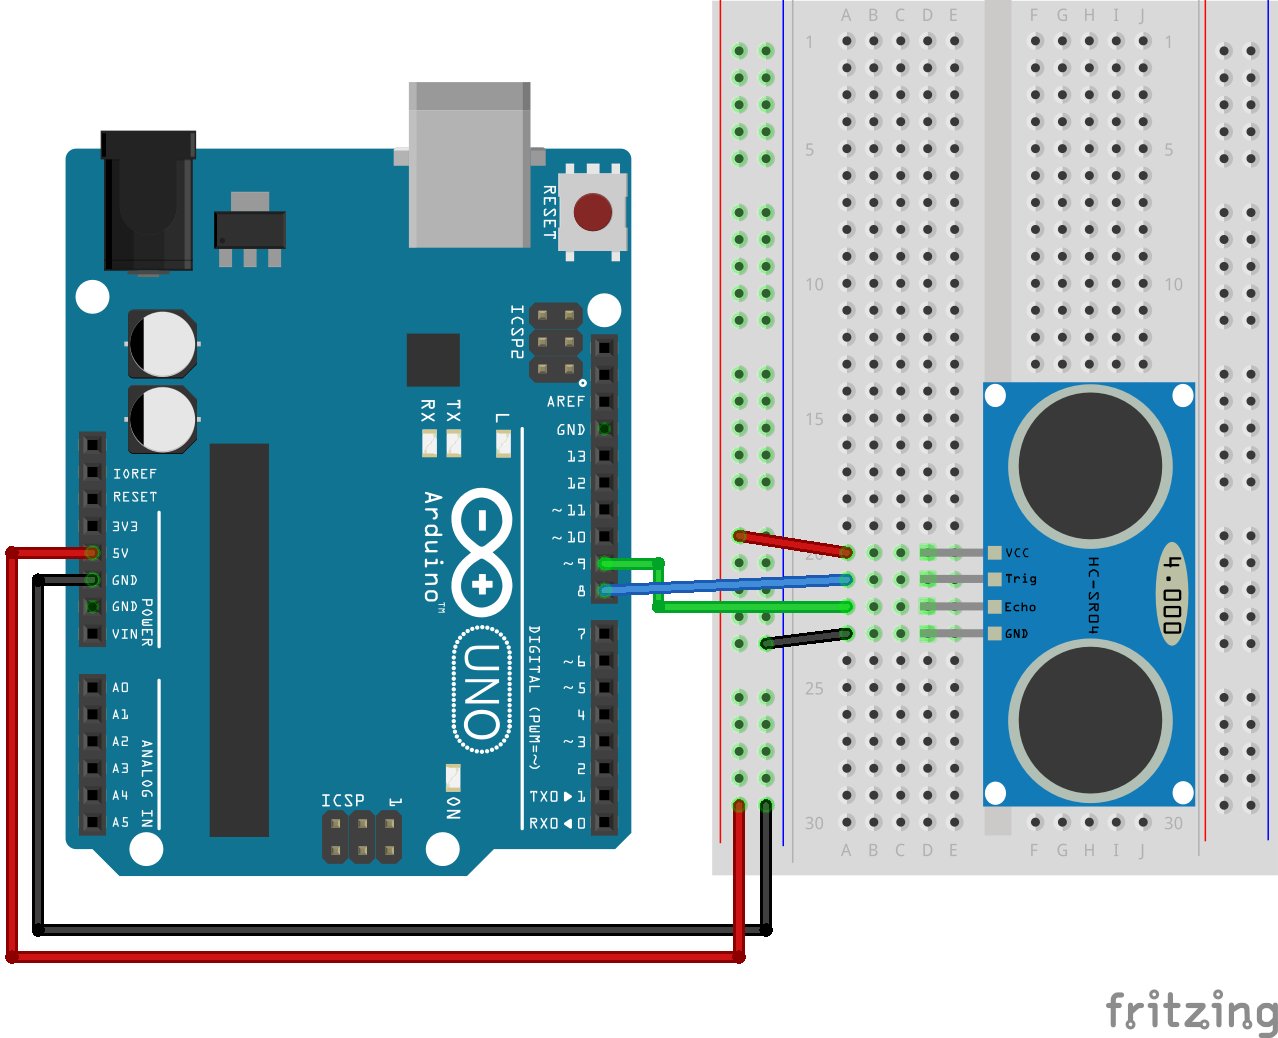 A B C D E F G H I J
1 1
5 5
10 10
15 15
20
25 25
30 30
A B C D E F G H I J
RESET
ICSP2
AREF
GND
13
12
~11
~10
~9
8
7
~6
~5
4
~3
2
TX0▶1
RX0◀0
DIGITAL (PWM=~)
RX
TX
L
IOREF
RESET
3V3
5V
GND
GND
VIN
POWER
A0
A1
A2
A3
A4
A5
ANALOG IN
Arduino™
UNO
ON
ICSP
1
VCC
Trig
Echo
GND
HC-SR04
4.000
fritzing